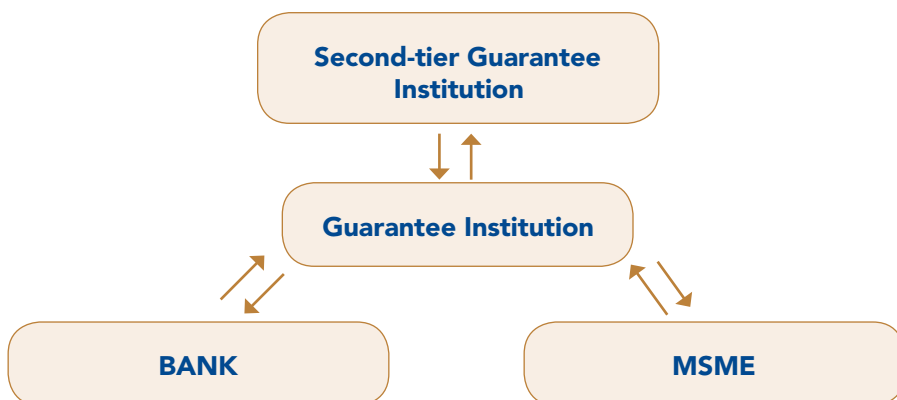 Second-tier Guarantee
Institution
Guarantee Institution
BANK
MSME